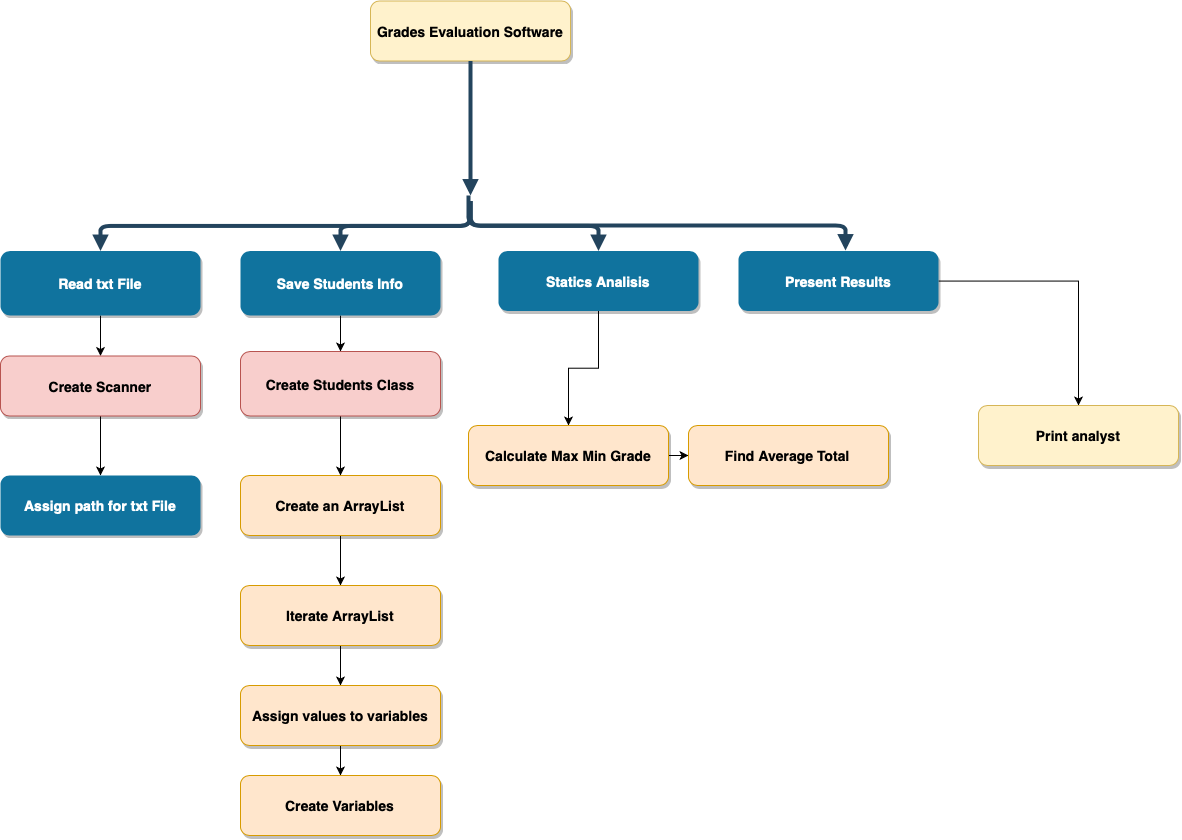 Grades Evaluation Software
Read txt File
Save Students Info
Statics Analisis
Present Results
Create Scanner
Create Students Class
Print analyst
Calculate Max Min Grade
Find Average Total
Assign path for txt File
Create an ArrayList
Iterate ArrayList
Assign values to variables
Create Variables